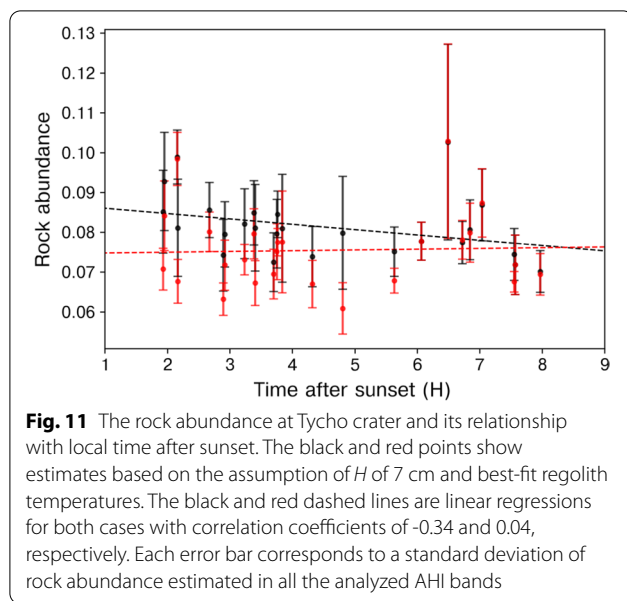 0.13
0.12
0.11
0.10
0.09
0.08
0.07
0.06
Rock abundance
1 2 3 4 5 6 7 8 9
Time after sunset (H)
Fig. 11 The rock abundance at Tycho crater and its relationship
with local time after sunset. The black and red points show
estimates based on the assumption of H of 7 cm and best-fit regolith
temperatures. The black and red dashed lines are linear regressions
for both cases with correlation coefficients of -0.34 and 0.04,
respectively. Each error bar corresponds to a standard deviation of
rock abundance estimated in all the analyzed AHI bands